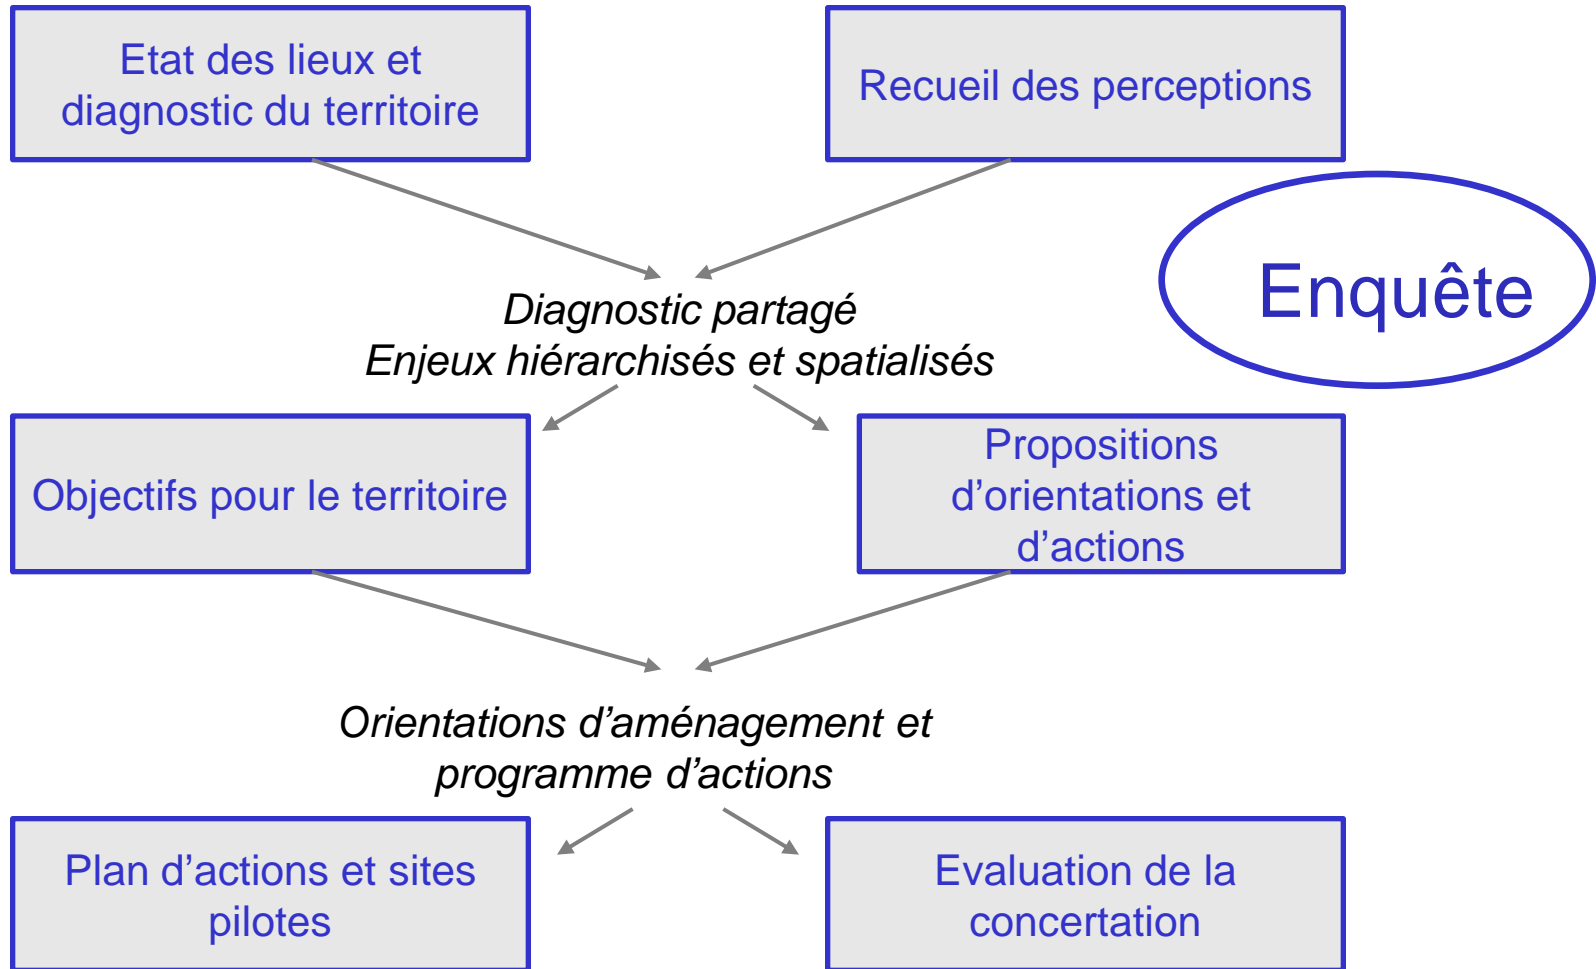 Etat des lieux et
diagnostic du territoire
Recueil des perceptions
Enquête
Diagnostic partagé
Enjeux hiérarchisés et spatialisés
Objectifs pour le territoire
Propositions
d’orientations et
d’actions
Orientations d’aménagement et
programme d’actions
Plan d’actions et sites
pilotes
Evaluation de la
concertation